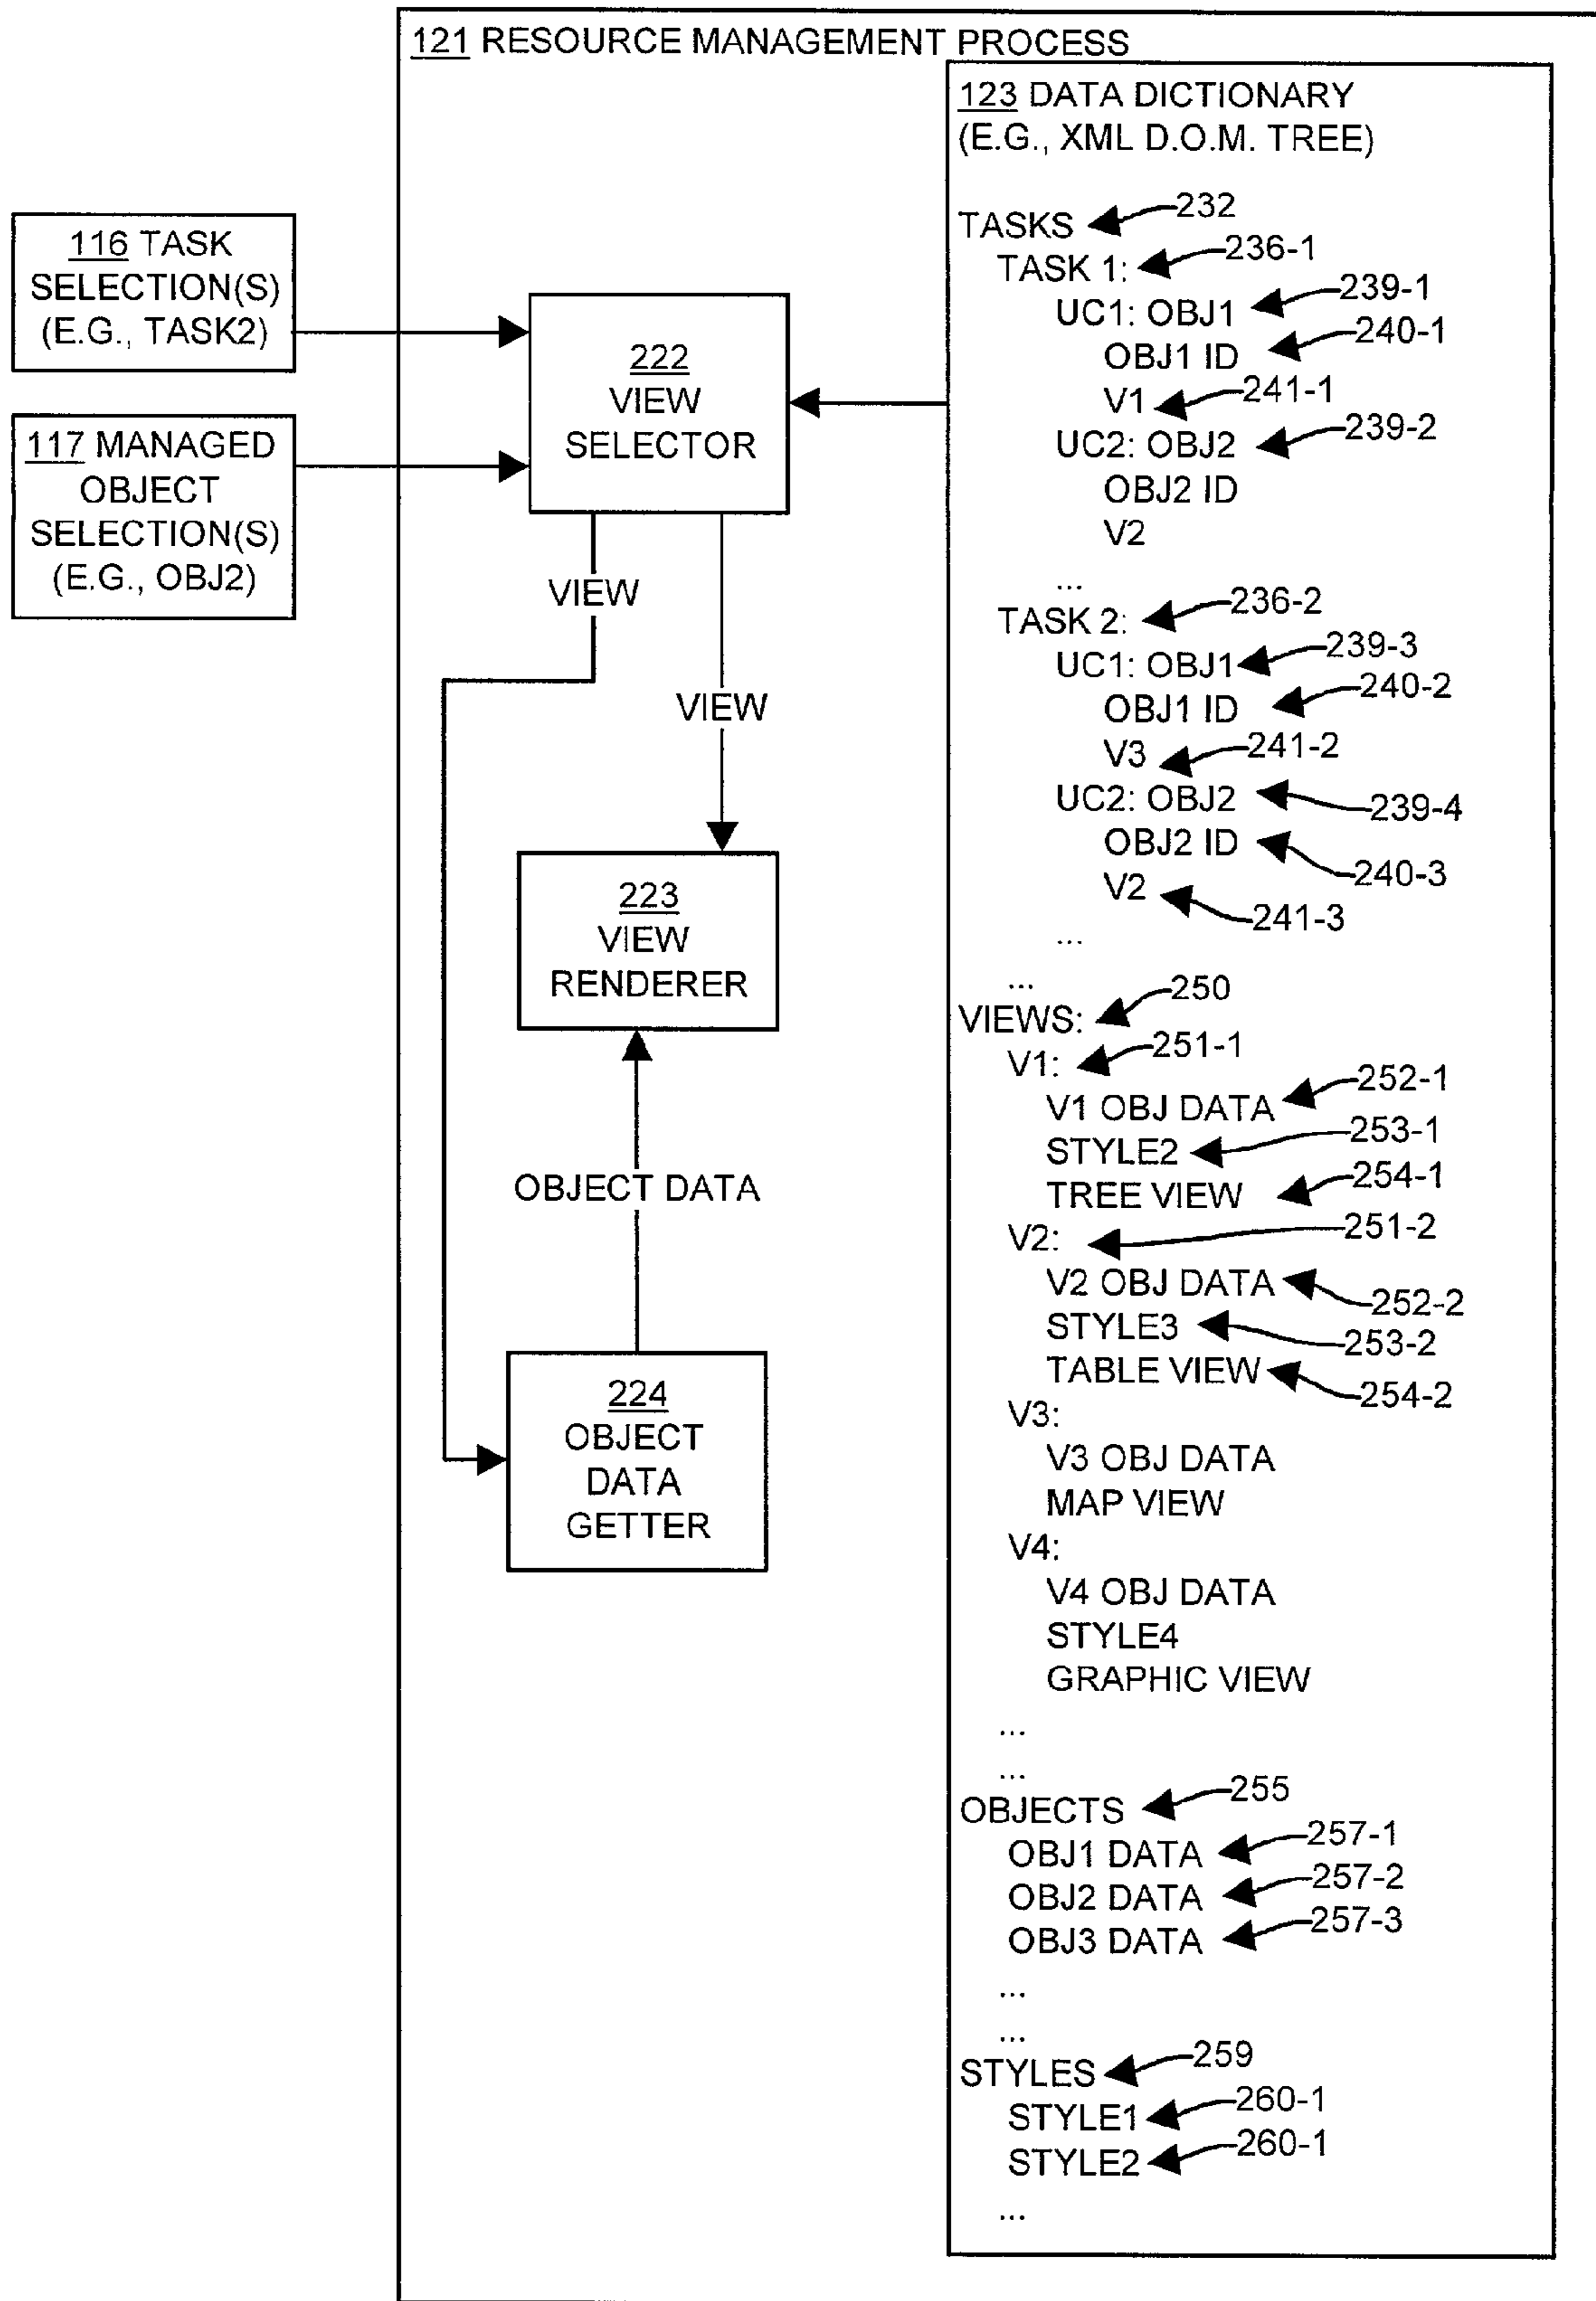 121 RESOURCE MANAGEMENT PROCESS
116 TASK
SELECTION(S)
(E.G., TASK2)
117 MANAGED
OBJECT
SELECTION(S)
(E.G., OBJ2)
222
VIEW
SELECTOR
VIEW
VIEW
223
VIEW
RENDERER
OBJECT DATA
224
OBJECT
DATA
GETTER
123 DATA DICTIONARY
(E.G., XML D.O.M. TREE)
TASKS 232
TASK 1: 236-1
UC1: OBJ1 239-1
OBJ1 ID 240-1
V1 241-1
UC2: OBJ2 239-2
OBJ2 ID
V2
...
TASK 2: 236-2
UC1: OBJ1 239-3
OBJ1 ID 240-2
V3 241-2
UC2: OBJ2 239-4
OBJ2 ID 240-3
V2 241-3
...
...
VIEWS: 250
V1: 251-1
V1 OBJ DATA 252-1
STYLE2 253-1
TREE VIEW 254-1
V2: 251-2
V2 OBJ DATA 252-2
STYLE3 253-2
TABLE VIEW 254-2
V3:
V3 OBJ DATA
MAP VIEW
V4:
V4 OBJ DATA
STYLE4
GRAPHIC VIEW
...
...
OBJECTS 255
OBJ1 DATA 257-1
OBJ2 DATA 257-2
OBJ3 DATA 257-3
...
...
STYLES 259
STYLE1 260-1
STYLE2 260-1
...